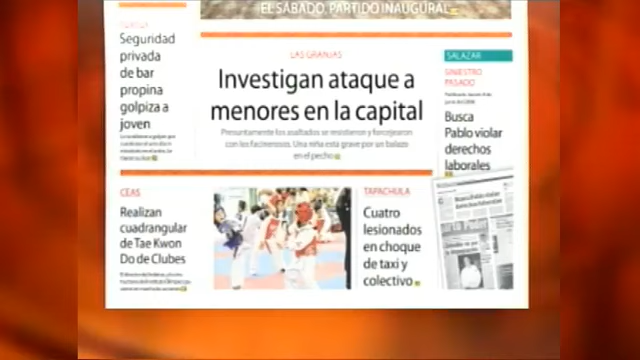 EL SÁBADO, PARTIDO INAUGURAL
Seguridad
privada
de bar
propina
golpiza a
joven
LAS GRANJAS
Investigan ataque a
menores en la capital
Presuntamente los asaltados se resistieron y forcejearon
con los facinerosos. Una niña está grave por un balazo
en el pecho
SALAZAR
SINIESTRO
PASADO
Busca
Pablo violar
derechos
laborales
CEAS
Realizan
cuadrangular
de Tae Kwon
Do de Clubes
TAPACHULA
Cuatro
lesionados
en choque
de taxi y
colectivo